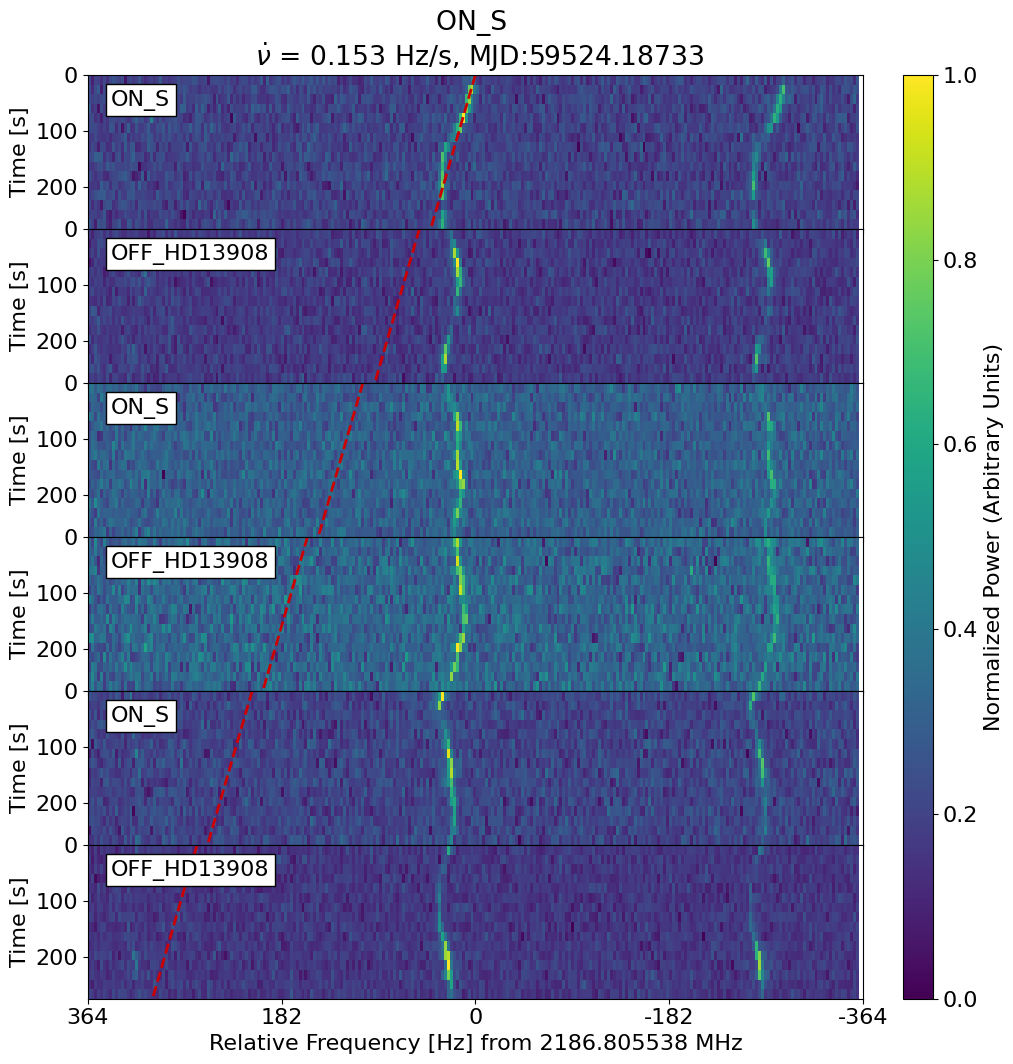 ON_S
ν̇ = 0.153 Hz/s, MJD:59524.18733
0
100
200
Time [s]
ON_S
0
100
200
Time [s]
OFF_HD13908
0
100
200
Time [s]
ON_S
0
100
200
Time [s]
OFF_HD13908
0
100
200
Time [s]
ON_S
0
100
200
Time [s]
OFF_HD13908
364 182 0 -182 -364
Relative Frequency [Hz] from 2186.805538 MHz
1.0
0.8
0.6
0.4
0.2
0.0
Normalized Power (Arbitrary Units)